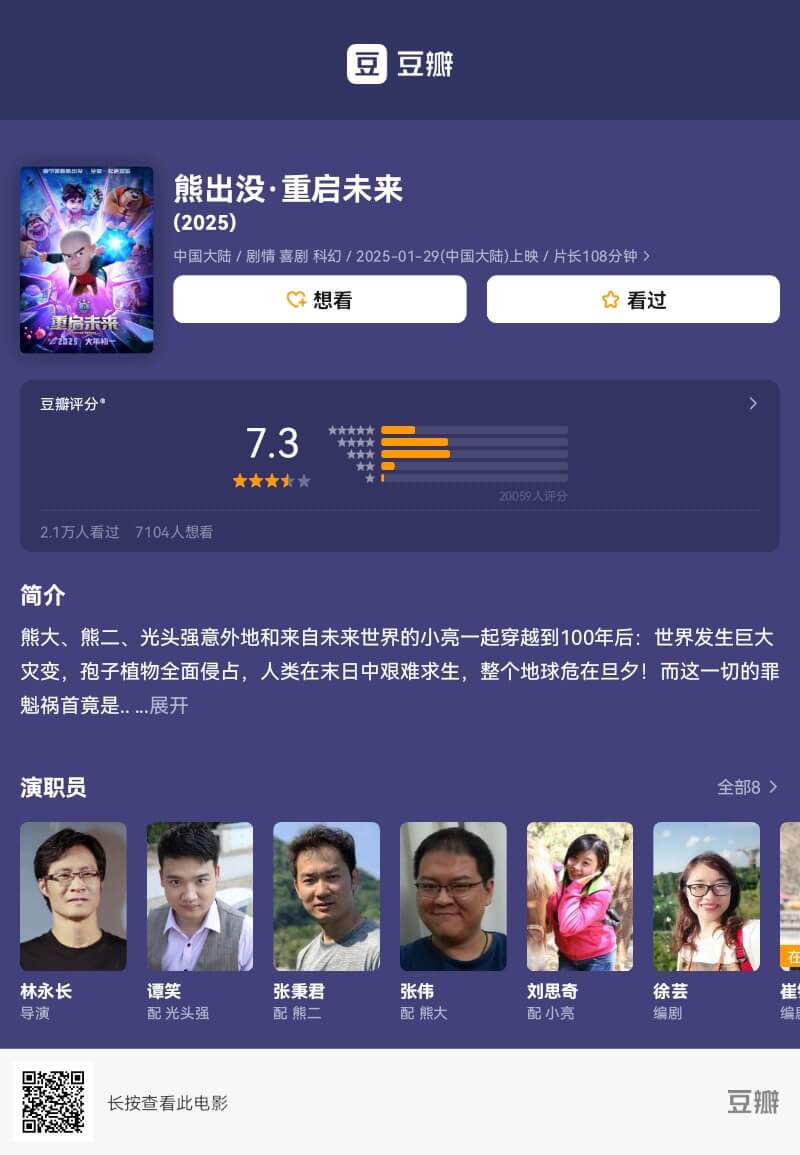 豆 豆瓣
熊出没·重启未来
(2025)
中国大陆 / 剧情 喜剧 科幻 / 2025-01-29(中国大陆)上映 / 片长108分钟
想看
看过
重启未来
2025 大年初一
豆瓣评分
7.3
20059人评分
2.1万人看过 7104人想看
简介
熊大、熊二、光头强意外地和来自未来世界的小亮一起穿越到100年后：世界发生巨大
灾变，孢子植物全面侵占，人类在末日中艰难求生，整个地球危在旦夕！而这一切的罪
魁祸首竟是.. ...展开
演职员
全部8
林永长
导演
谭笑
配 光头强
张秉君
配 熊二
张伟
配 熊大
刘思奇
配 小亮
徐芸
编剧
在
崔
编剧
长按查看此电影
豆瓣